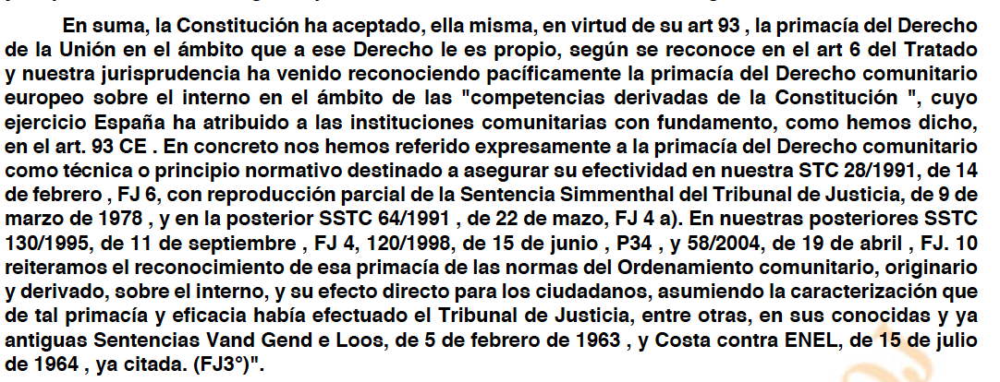 En suma, la Constitución ha aceptado, ella misma, en virtud de su art 93 , la primacía del Derecho
de la Unión en el ámbito que a ese Derecho le es propio, según se reconoce en el art 6 del Tratado
y nuestra jurisprudencia ha venido reconociendo pacíficamente la primacía del Derecho comunitario
europeo sobre el interno en el ámbito de las "competencias derivadas de la Constitución ", cuyo
ejercicio España ha atribuido a las instituciones comunitarias con fundamento, como hemos dicho,
en el art. 93 CE . En concreto nos hemos referido expresamente a la primacía del Derecho comunitario
como técnica o principio normativo destinado a asegurar su efectividad en nuestra STC 28/1991, de 14
de febrero , FJ 6, con reproducción parcial de la Sentencia Simmenthal del Tribunal de Justicia, de 9 de
marzo de 1978 , y en la posterior SSTC 64/1991 , de 22 de mazo, FJ 4 a). En nuestras posteriores SSTC
130/1995, de 11 de septiembre , FJ 4, 120/1998, de 15 de junio , P34 , y 58/2004, de 19 de abril , FJ. 10
reiteramos el reconocimiento de esa primacía de las normas del Ordenamiento comunitario, originario
y derivado, sobre el interno, y su efecto directo para los ciudadanos, asumiendo la caracterización que
de tal primacía y eficacia había efectuado el Tribunal de Justicia, entre otras, en sus conocidas y ya
antiguas Sentencias Vand Gend e Loos, de 5 de febrero de 1963 , y Costa contra ENEL, de 15 de julio
de 1964 , ya citada. (FJ3°)".